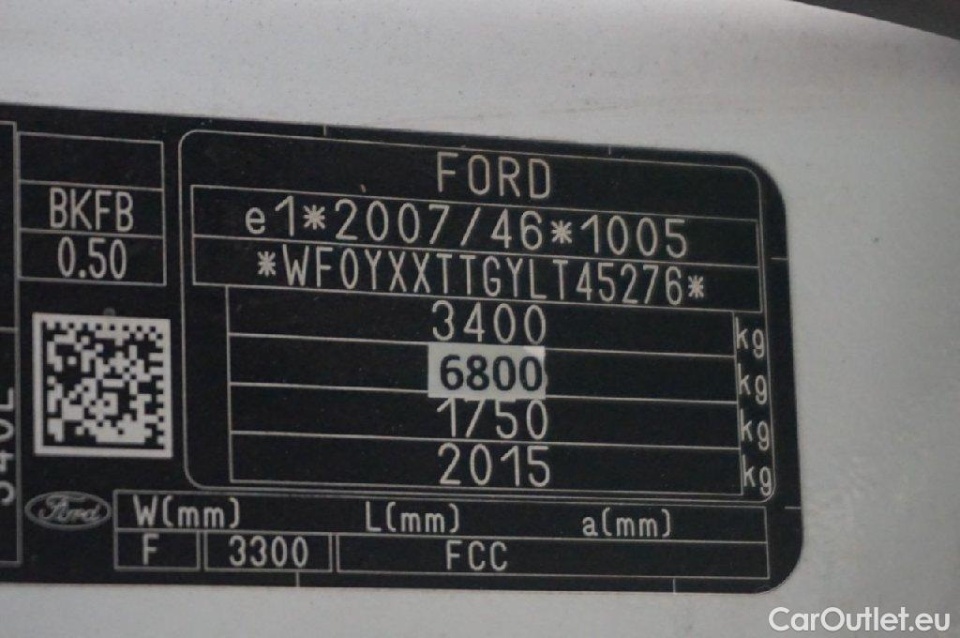 FORD
BKFB
e1*2007/46*1005
0.50
*WF0YXXTTGYLT45276*
3400 kg
6800 kg
1750 kg
2015 kg
Ford
W(mm) L(mm) a(mm)
F 3300 FCC
CarOutlet.eu